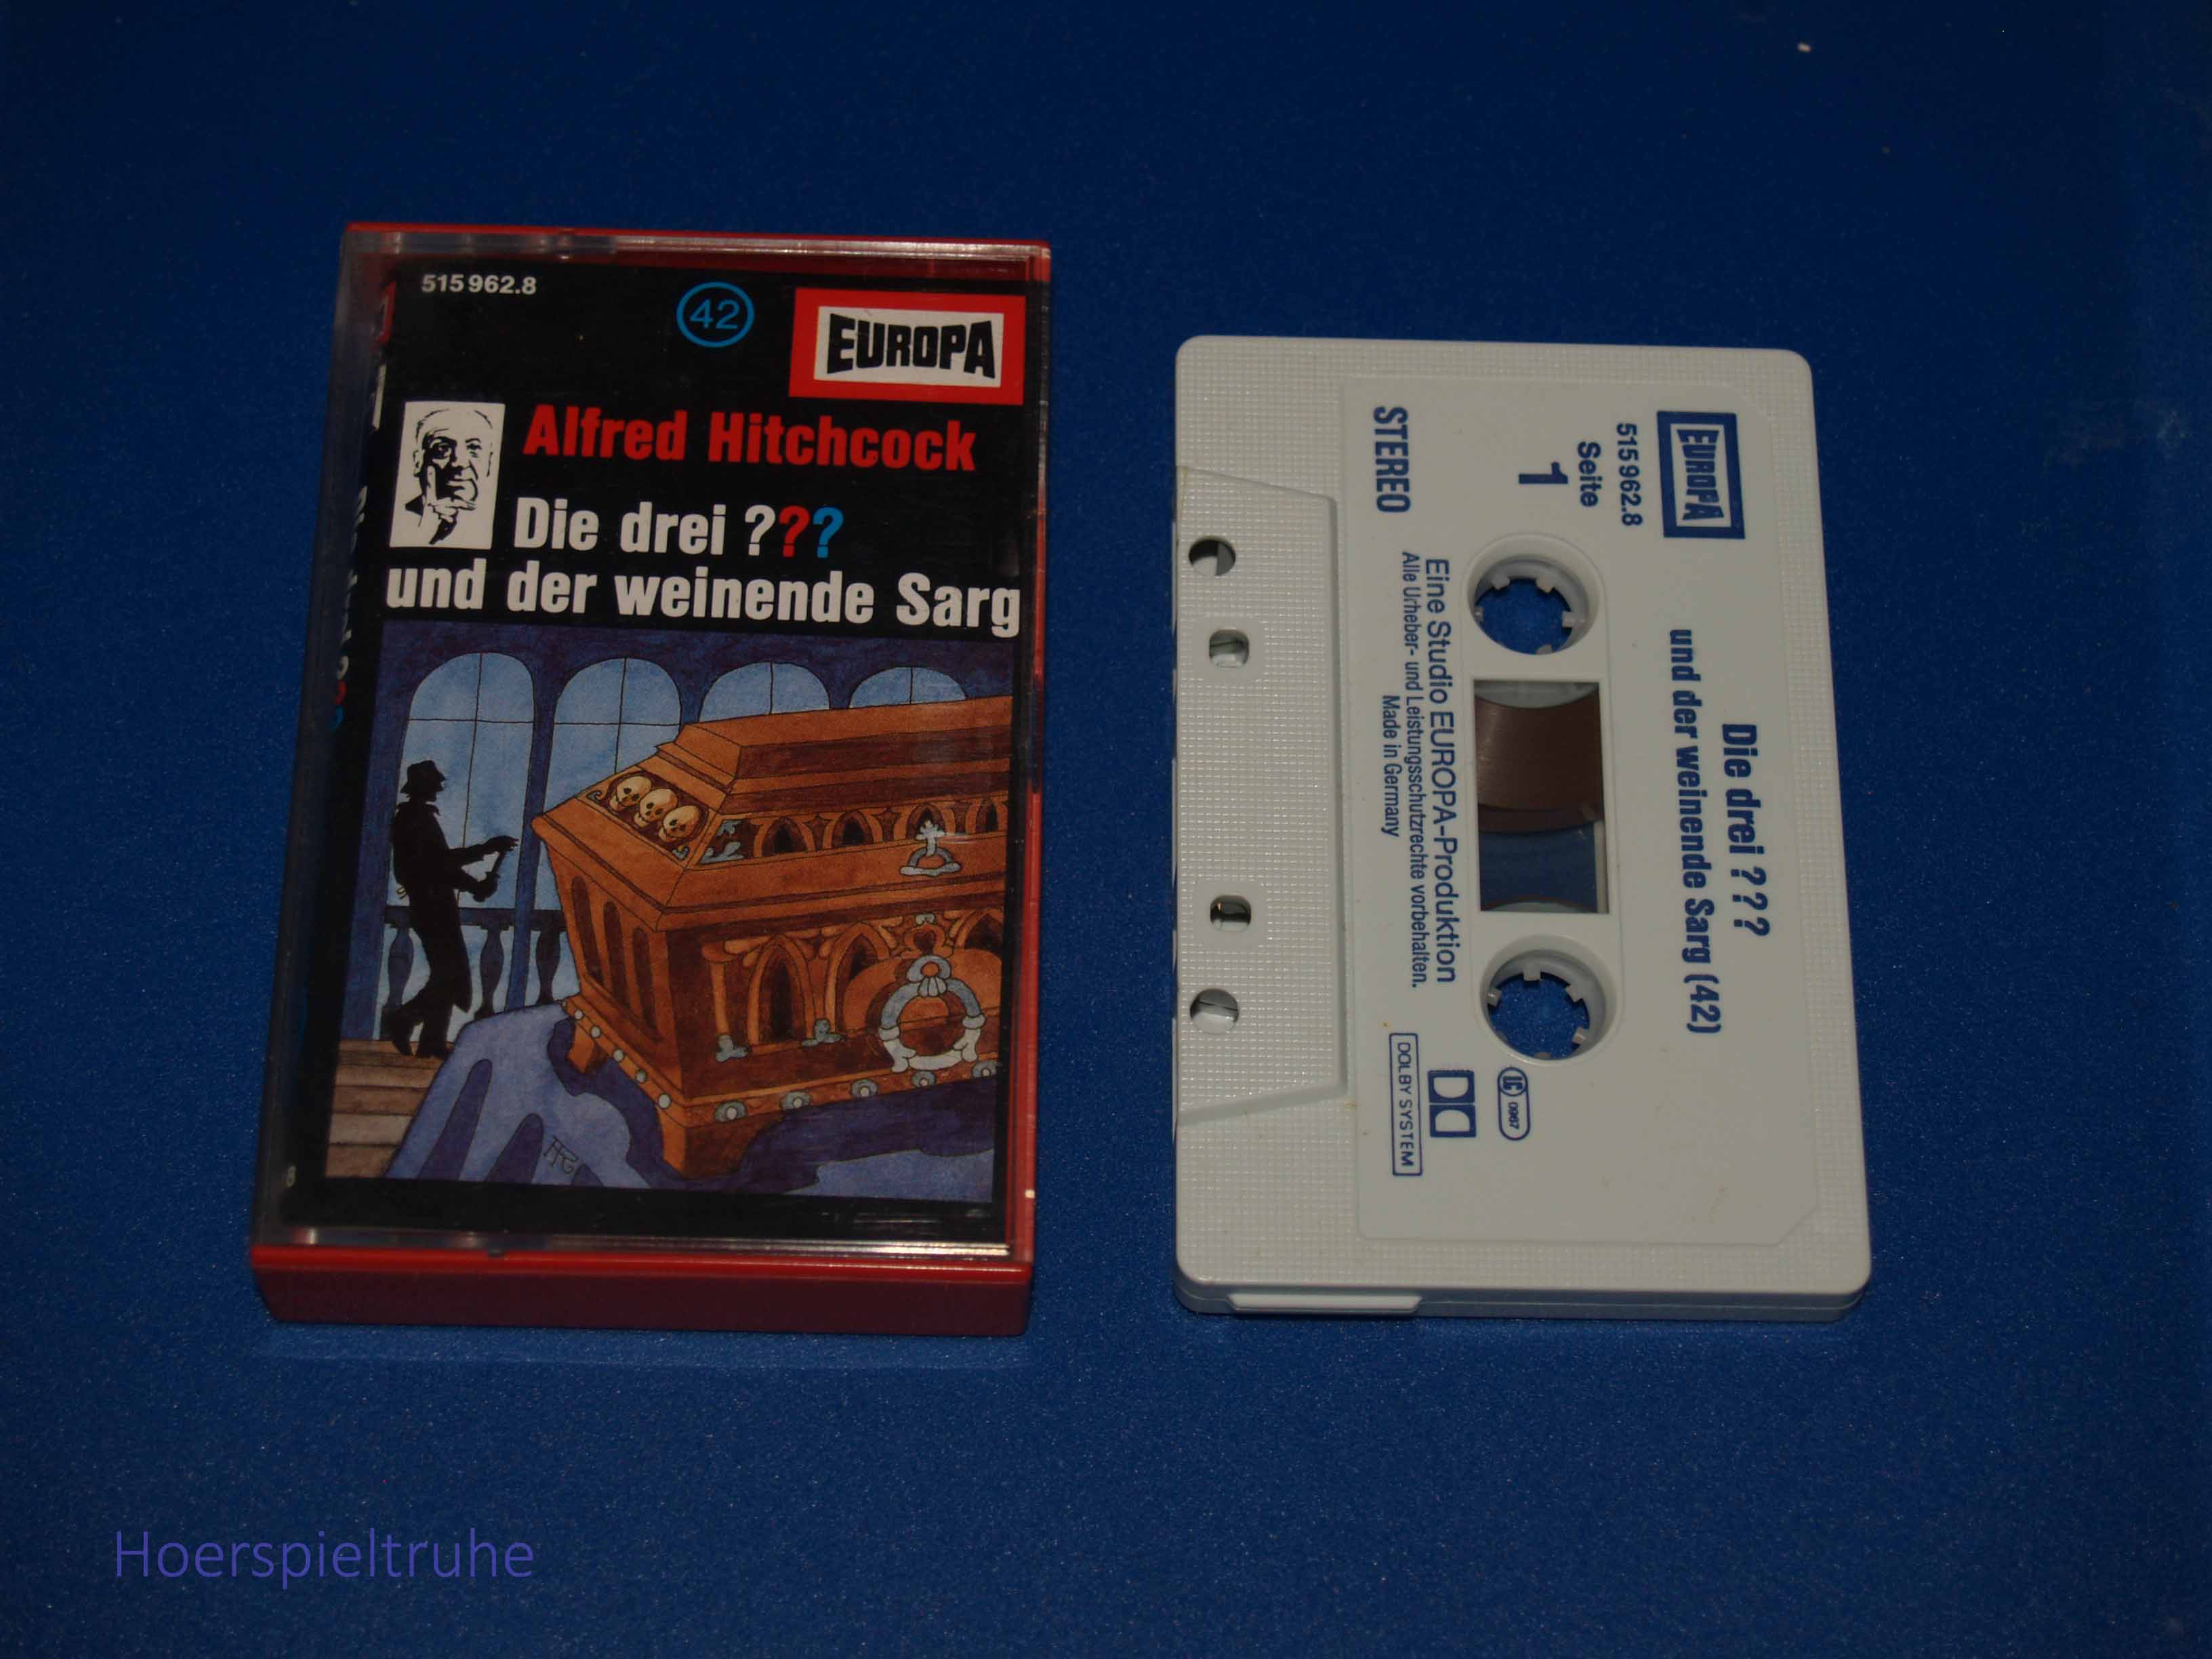 515 962.8
42
EUROPA
Alfred Hitchcock
Die drei ???
und der weinende Sarg
EUROPA
515 962.8
Seite
1
STEREO
Die drei ???
und der weinende Sarg (42)
Eine Studio EUROPA-Produktion
Alle Urheber- und Leistungsschutzrechte vorbehalten.
Made in Germany
LC 0967
DOLBY SYSTEM
Hoerspieltruhe